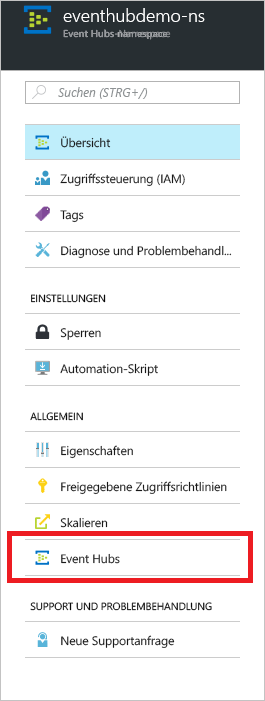 eventhubdemo-ns
Event Hubs-Namespace
Suchen (STRG+/)
Übersicht
Zugriffssteuerung (IAM)
Tags
Diagnose und Problembehandl...
EINSTELLUNGEN
Sperren
Automation-Skript
ALLGEMEIN
Eigenschaften
Freigegebene Zugriffsrichtlinien
Skalieren
Event Hubs
SUPPORT UND PROBLEMBEHANDLUNG
Neue Supportanfrage